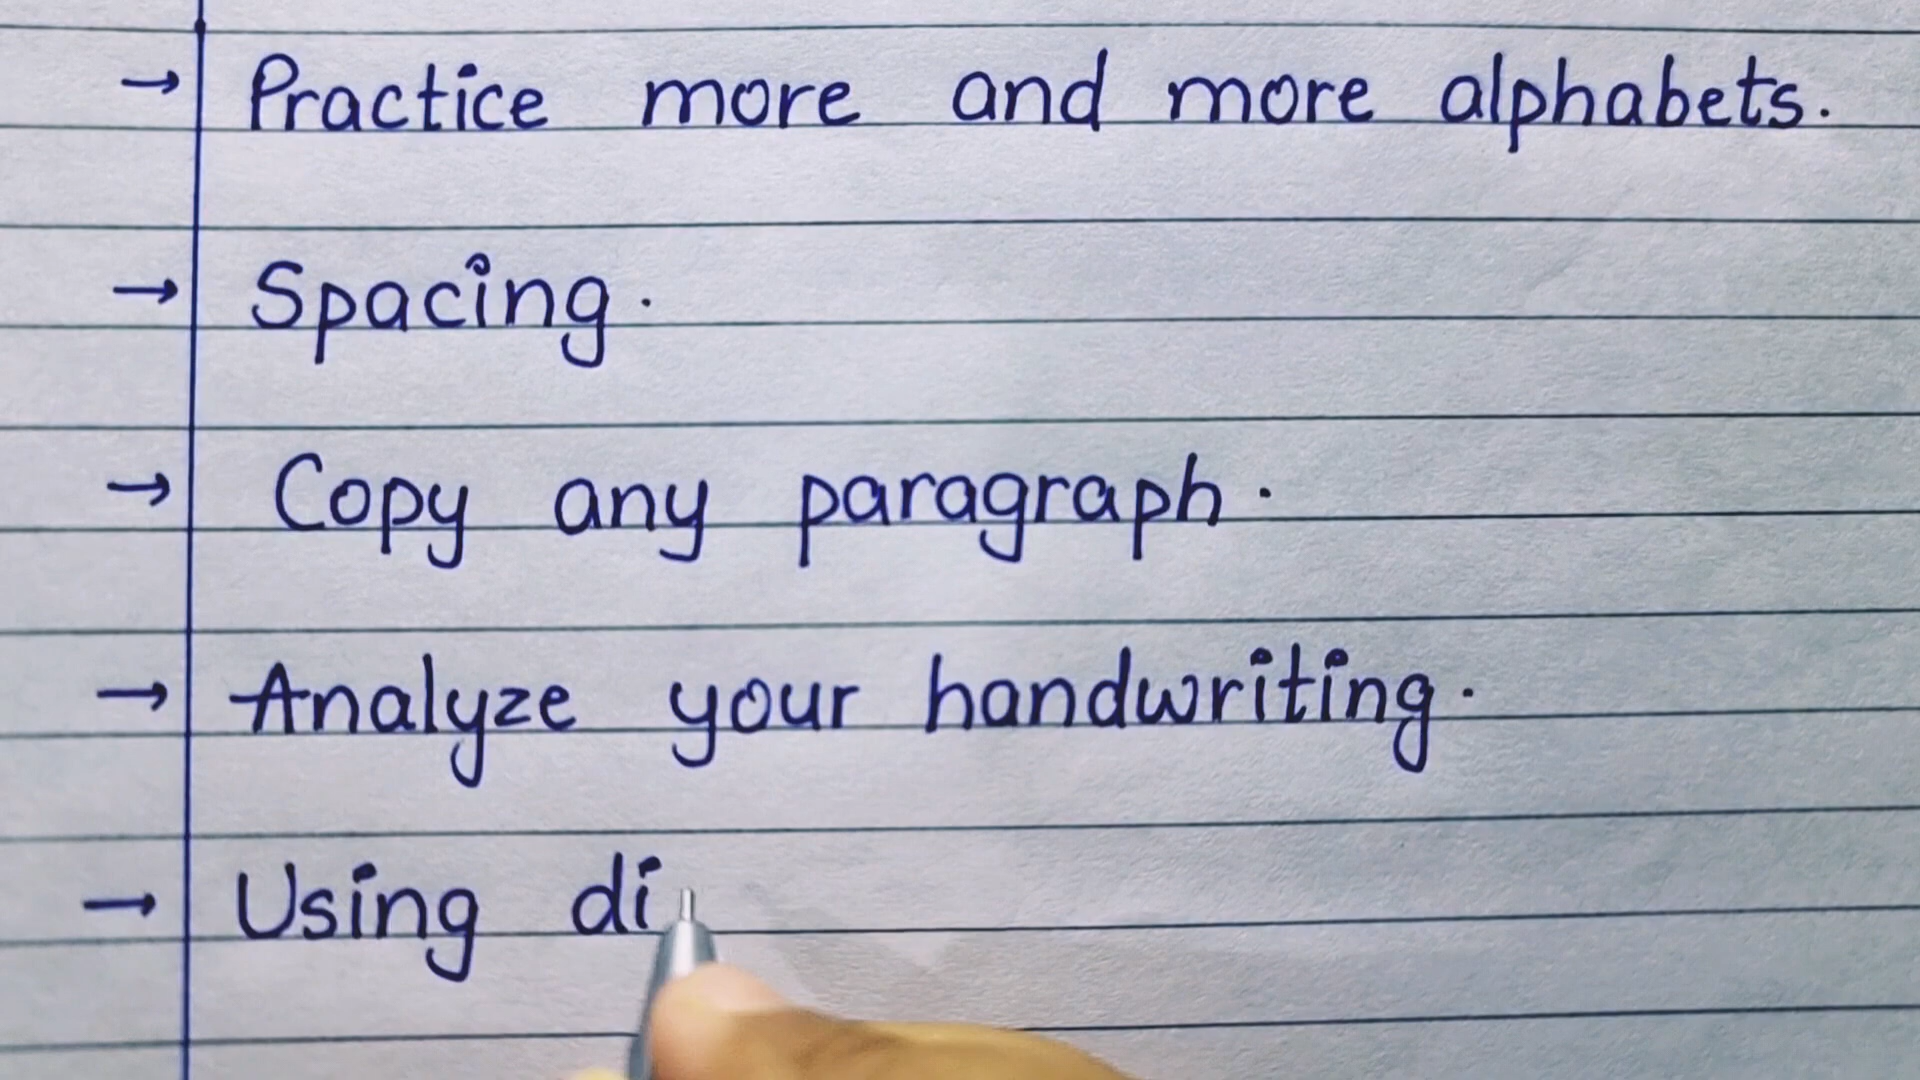 → Practice more and more alphabets.
→ Spacing.
→ Copy any paragraph.
→ Analyze your handwriting.
→ Using di